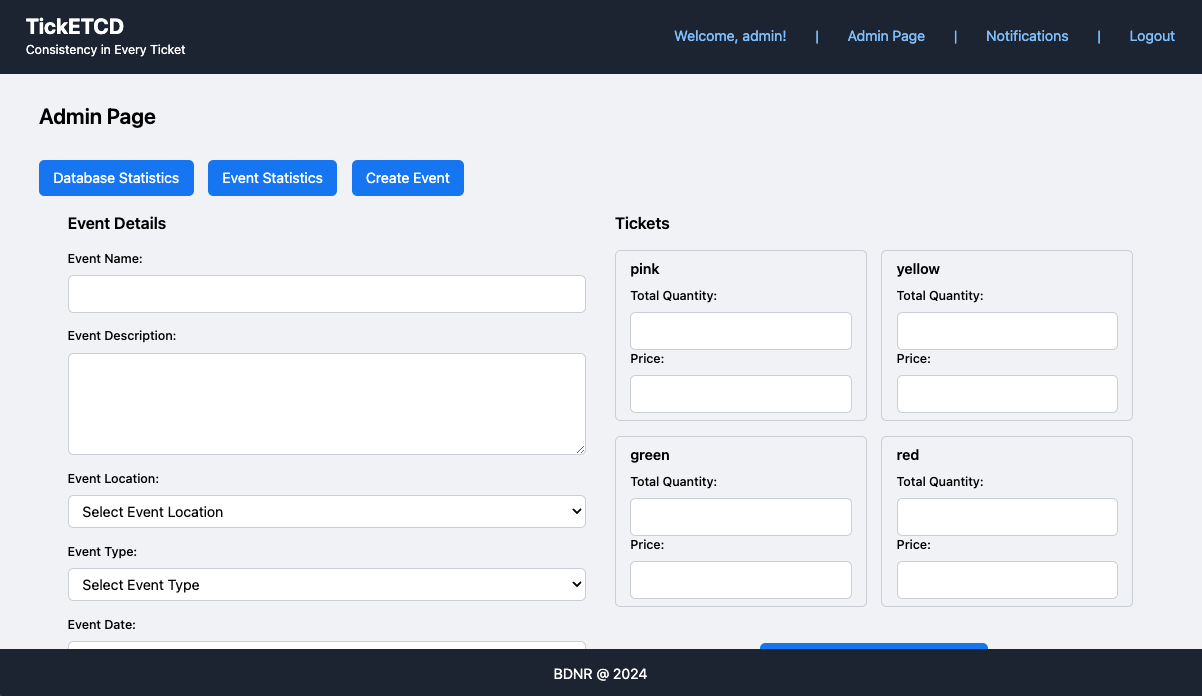 TickETCD
Consistency in Every Ticket
Welcome, admin! | Admin Page | Notifications | Logout
Admin Page
Database Statistics Event Statistics Create Event
Event Details
Event Name:
Event Description:
Event Location:
Select Event Location
Event Type:
Select Event Type
Event Date:
Tickets
pink
Total Quantity:
Price:
yellow
Total Quantity:
Price:
green
Total Quantity:
Price:
red
Total Quantity:
Price:
BDNR @ 2024